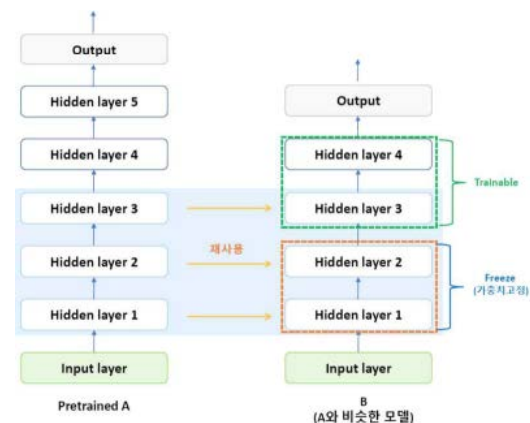 Output
Hidden layer 5
Hidden layer 4
Hidden layer 3
Hidden layer 2
Hidden layer 1
Input layer
Pretrained A
재사용
Output
Hidden layer 4
Hidden layer 3
Hidden layer 2
Hidden layer 1
Input layer
B
(A와 비슷한 모델)
Trainable
Freeze
(가중치고정)